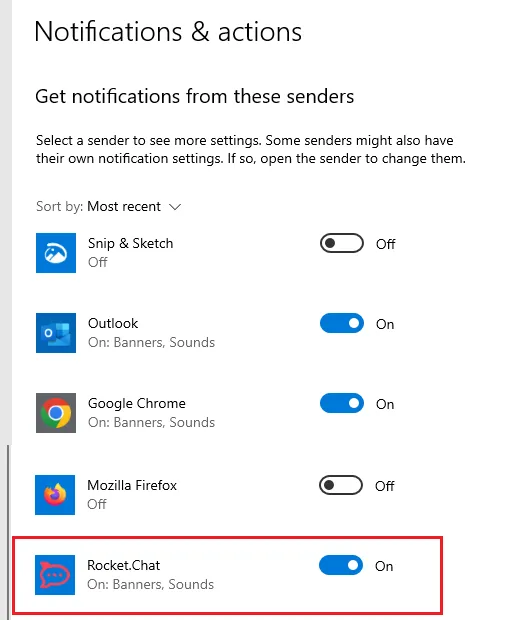 Notifications & actions
Get notifications from these senders
Select a sender to see more settings. Some senders might also have
their own notification settings. If so, open the sender to change them.
Sort by: Most recent
Snip & Sketch
Off
Off
Outlook
On
On: Banners, Sounds
Google Chrome
On
On: Banners, Sounds
Mozilla Firefox
Off
Off
Rocket.Chat
On
On: Banners, Sounds